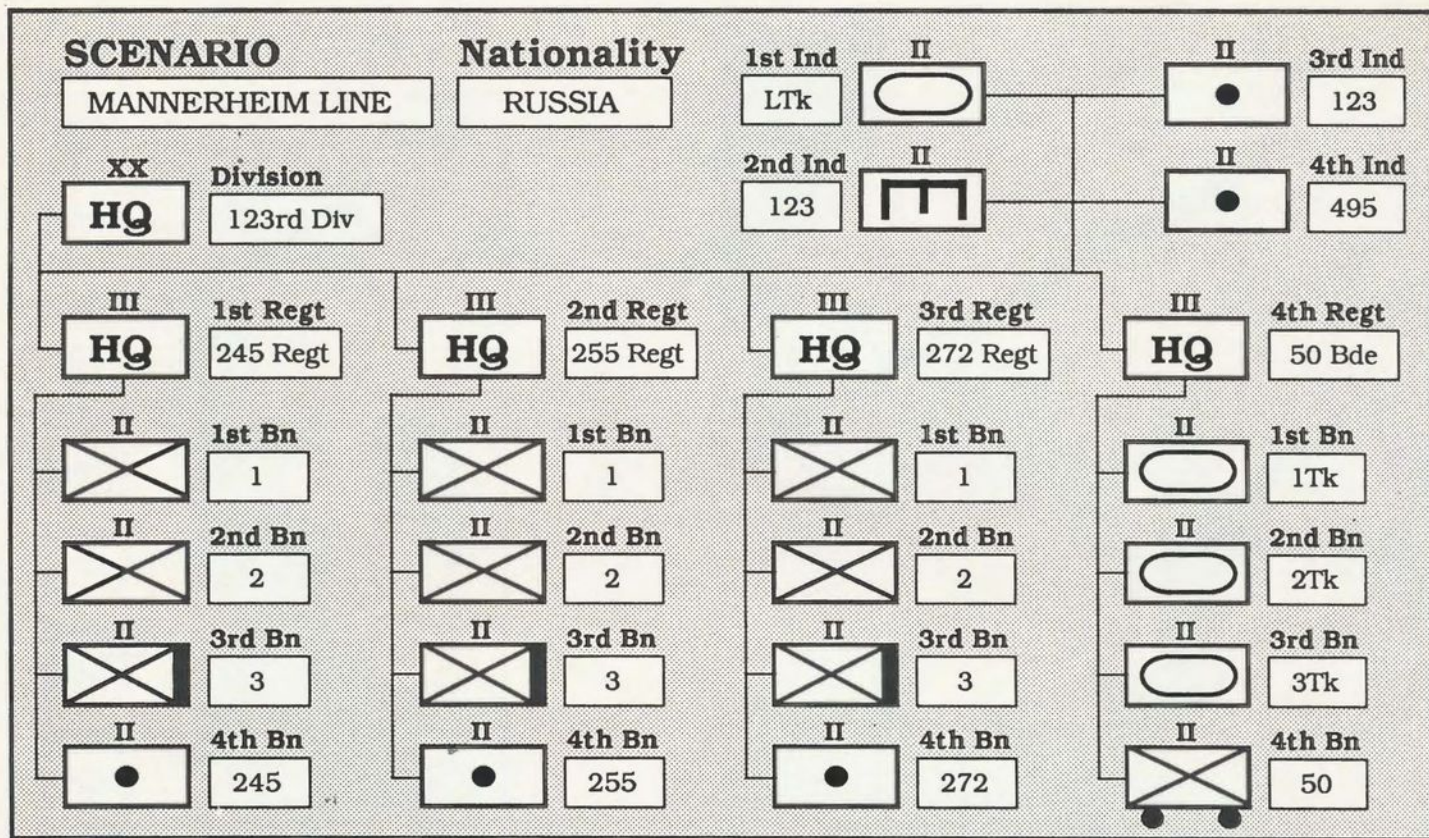 SCENARIO
MANNERHEIM LINE
Nationality
RUSSIA
1st Ind
LTk
II
II
3rd Ind
123
2nd Ind
123
II
II
4th Ind
495
XX
HQ
Division
123rd Div
III
HQ
1st Regt
245 Regt
III
HQ
2nd Regt
255 Regt
III
HQ
3rd Regt
272 Regt
III
HQ
4th Regt
50 Bde
II
1st Bn
1
II
1st Bn
1
II
1st Bn
1
II
1st Bn
1Tk
II
2nd Bn
2
II
2nd Bn
2
II
2nd Bn
2
II
2nd Bn
2Tk
II
3rd Bn
3
II
3rd Bn
3
II
3rd Bn
3
II
3rd Bn
3Tk
II
4th Bn
245
II
4th Bn
255
II
4th Bn
272
II
4th Bn
50